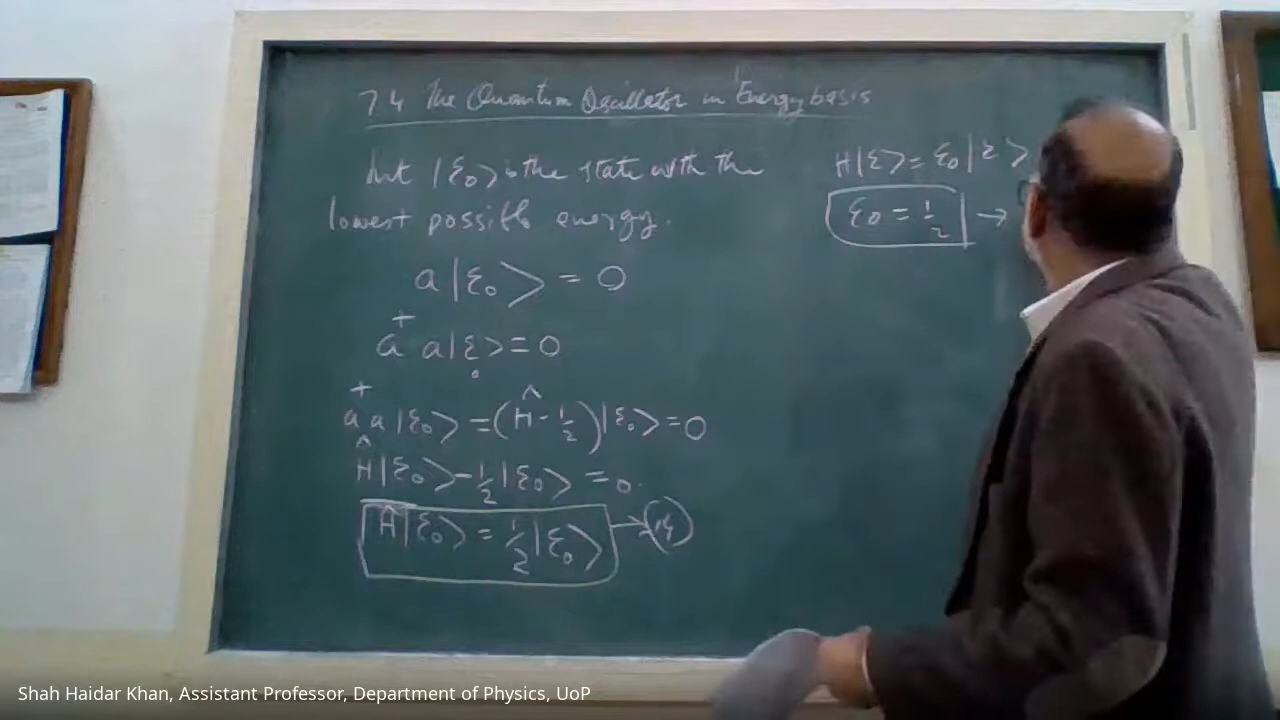 7.4 The Quantum Oscillator in Energy basis
but |ε₀> is the state with the
lowest possible energy.
a|ε₀> = 0
a⁺a|ε₀> = 0
a⁺a|ε₀> = (Ĥ - 1/2)|ε₀> = 0
Ĥ|ε₀> - 1/2|ε₀> = 0.
Ĥ|ε₀> = 1/2|ε₀> →
H|ε> = ε₀|ε>
ε₀ = 1/2 →
Shah Haidar Khan, Assistant Professor, Department of Physics, UoP